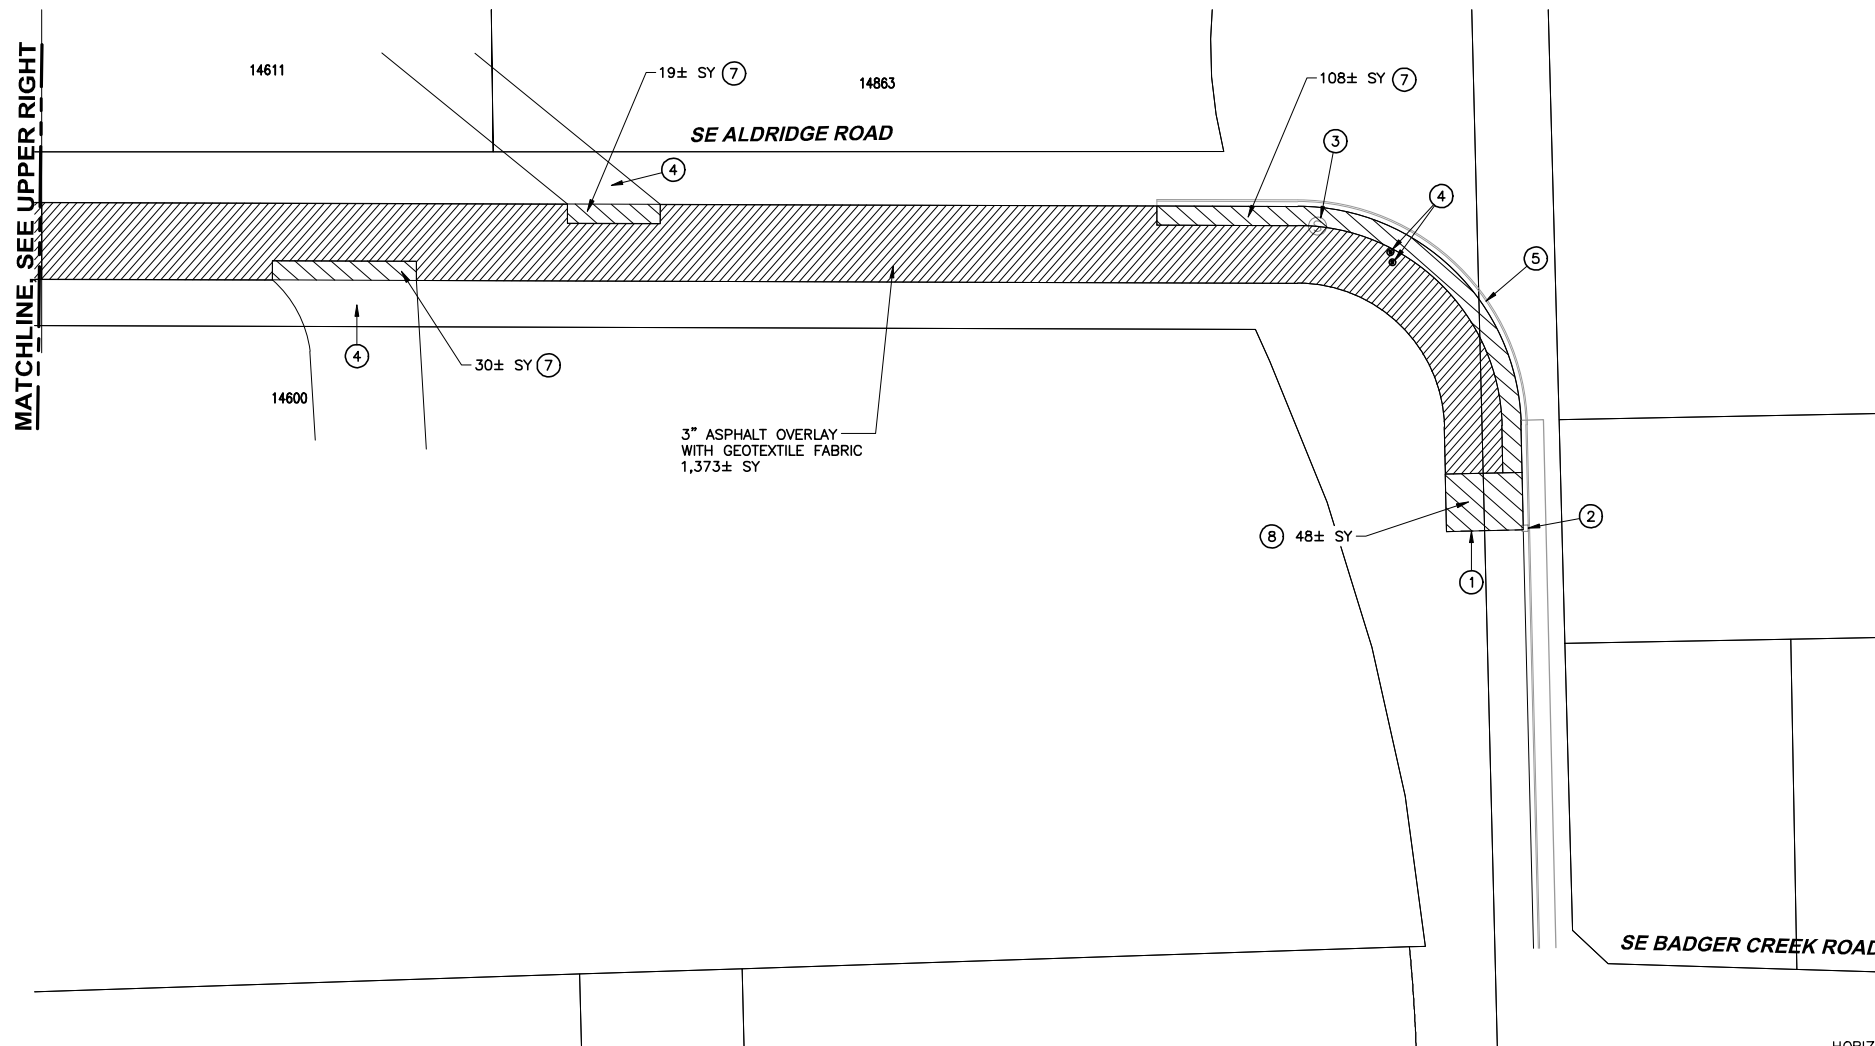 14611
19± SY 7
14863
108± SY 7
SE ALDRIDGE ROAD
3
4
4
MATCHLINE, SEE UPPER RIGHT
5
4
30± SY 7
14600
3" ASPHALT OVERLAY
WITH GEOTEXTILE FABRIC
1,373± SY
2
8 48± SY
1
SE BADGER CREEK ROAD